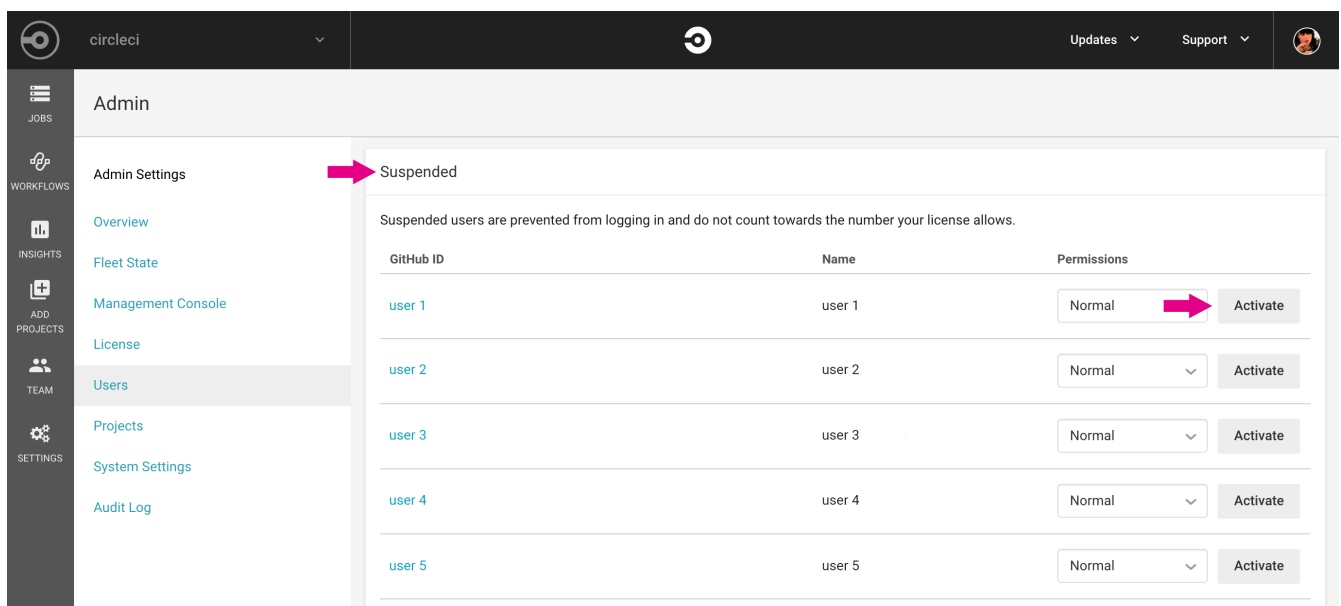 circleci
Updates
Support
JOBS
WORKFLOWS
INSIGHTS
ADD
PROJECTS
TEAM
SETTINGS
Admin
Admin Settings
Overview
Fleet State
Management Console
License
Users
Projects
System Settings
Audit Log
Suspended
Suspended users are prevented from logging in and do not count towards the number your license allows.
GitHub ID Name Permissions
user 1 user 1 Normal Activate
user 2 user 2 Normal Activate
user 3 user 3 Normal Activate
user 4 user 4 Normal Activate
user 5 user 5 Normal Activate